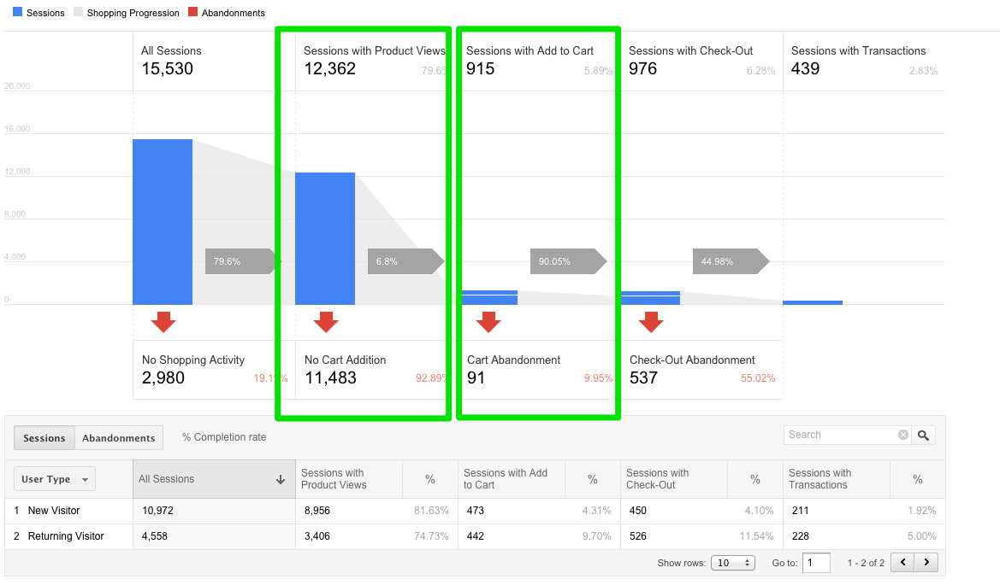 Sessions Shopping Progression Abandonments
All Sessions Sessions with Product Views Sessions with Add to Cart Sessions with Check-Out Sessions with Transactions
15,530 12,362 79.6% 915 5.89% 976 6.28% 439 2.83%
20,000
16,000
12,000
8,000
4,000
79.6% 6.8% 90.05% 44.98%
0
No Shopping Activity No Cart Addition Cart Abandonment Check-Out Abandonment
2,980 19.19% 11,483 92.89% 91 9.95% 537 55.02%
Sessions Abandonments % Completion rate Search
User Type All Sessions Sessions with Product Views % Sessions with Add to Cart % Sessions with Check-Out % Sessions with Transactions %
1 New Visitor 10,972 8,956 81.63% 473 4.31% 450 4.10% 211 1.92%
2 Returning Visitor 4,558 3,406 74.73% 442 9.70% 526 11.54% 228 5.00%
Show rows: 10 Go to: 1 1 - 2 of 2